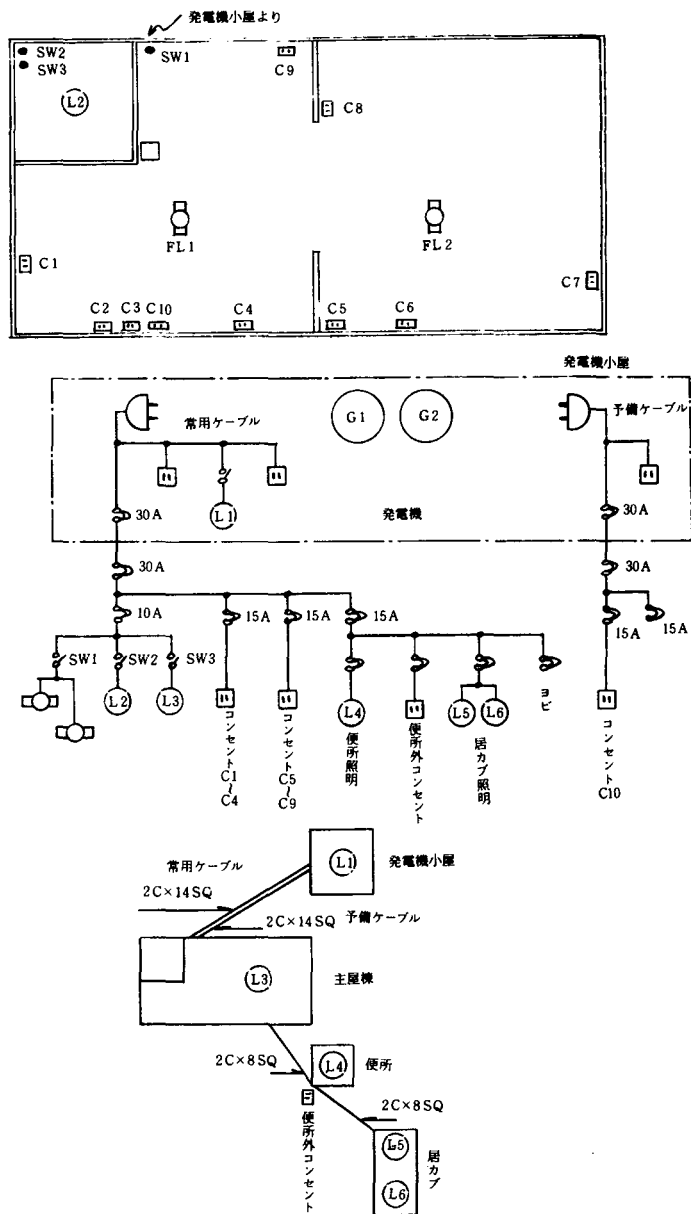 発電機小屋より
SW2
SW1
SW3
C9
L2
C8
FL1
FL2
C1
C7
C2
C3
C10
C4
C5
C6
発電機小屋
常用ケーブル
G1
G2
予備ケーブル
L1
発電機
30A
30A
30A
30A
10A
15A
15A
15A
15A
15A
SW1
SW2
SW3
L2
L3
L4
L5
L6
コンセントC1〜C4
コンセントC5〜C9
便所照明
便所外コンセント
居カブ照明
ヨビ
コンセントC10
常用ケーブル
L1
発電機小屋
2C×14SQ
2C×14SQ
予備ケーブル
L3
主屋棟
2C×8SQ
L4
便所
2C×8SQ
便所外コンセント
L5
L6
居カブ